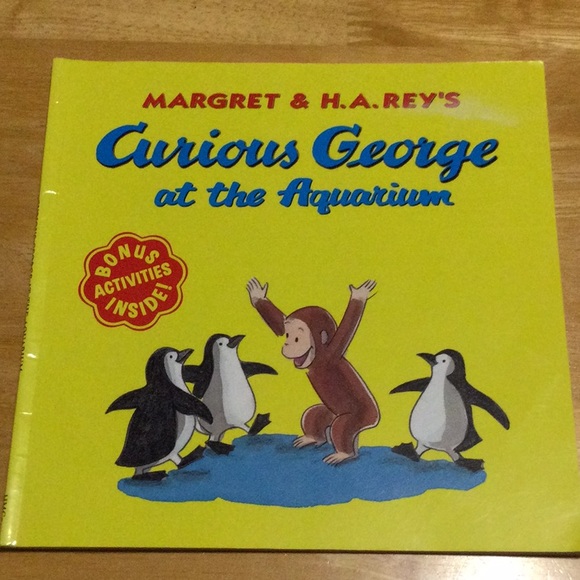 MARGRET & H.A.REY'S
Curious George
at the Aquarium
BONUS
ACTIVITIES
INSIDE!